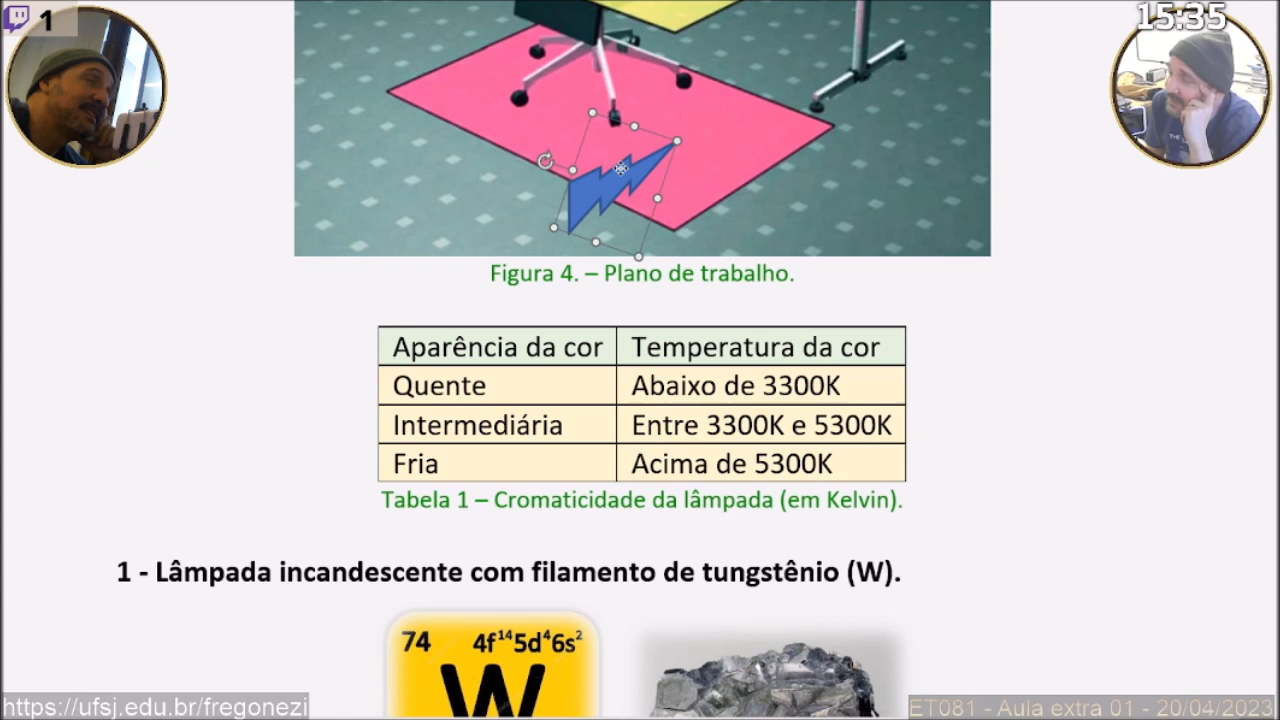 1
15:35
Figura 4. – Plano de trabalho.
Aparência da cor Temperatura da cor
Quente Abaixo de 3300K
Intermediária Entre 3300K e 5300K
Fria Acima de 5300K
Tabela 1 – Cromaticidade da lâmpada (em Kelvin).
1 - Lâmpada incandescente com filamento de tungstênio (W).
74 4f¹⁴5d⁴6s²
W
https://ufsj.edu.br/fregonezi
ET081 - Aula extra 01 - 20/04/2023